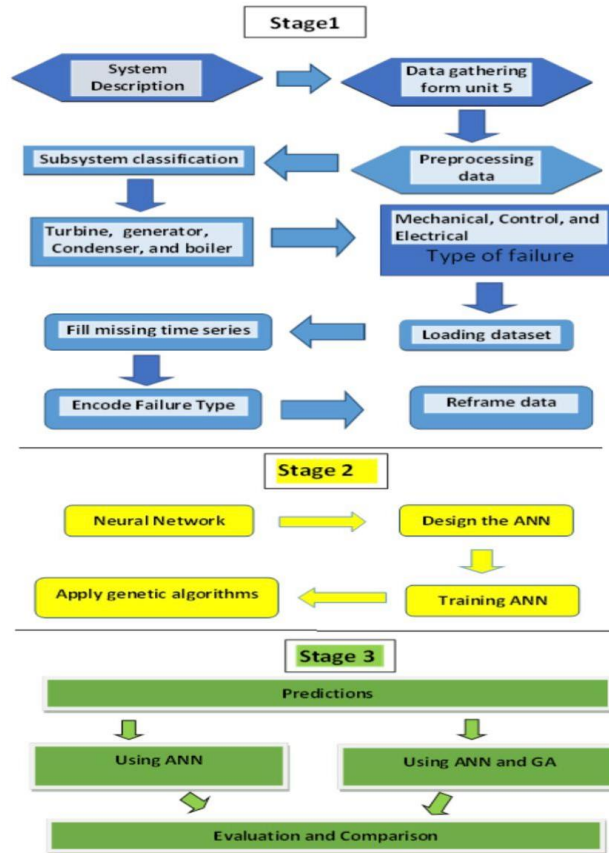 Stage1
System
Description
Data gathering
form unit 5
Subsystem classification
Preprocessing
data
Turbine, generator,
Condenser, and boiler
Mechanical, Control, and
Electrical
Type of failure
Fill missing time series
Loading dataset
Encode Failure Type
Reframe data
Stage 2
Neural Network
Design the ANN
Apply genetic algorithms
Training ANN
Stage 3
Predictions
Using ANN
Using ANN and GA
Evaluation and Comparison